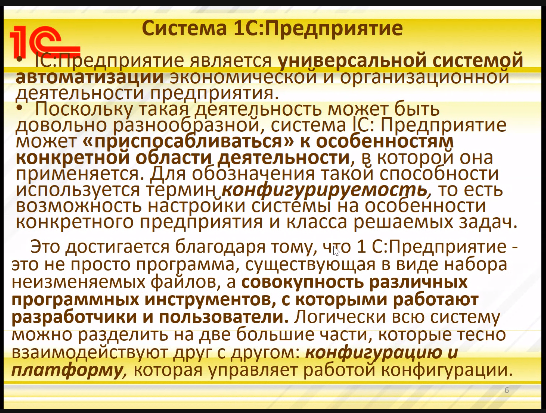 Система 1С:Предприятие
1С
• IС:Предприятие является универсальной системой
автоматизации экономической и организационной
деятельности предприятия.
• Поскольку такая деятельность может быть
довольно разнообразной, система IС: Предприятие
может «приспосабливаться» к особенностям
конкретной области деятельности, в которой она
применяется. Для обозначения такой способности
используется термин конфигурируемость, то есть
возможность настройки системы на особенности
конкретного предприятия и класса решаемых задач.
Это достигается благодаря тому, что 1 С:Предприятие -
это не просто программа, существующая в виде набора
неизменяемых файлов, а совокупность различных
программных инструментов, с которыми работают
разработчики и пользователи. Логически всю систему
можно разделить на две большие части, которые тесно
взаимодействуют друг с другом: конфигурацию и
платформу, которая управляет работой конфигурации.
6